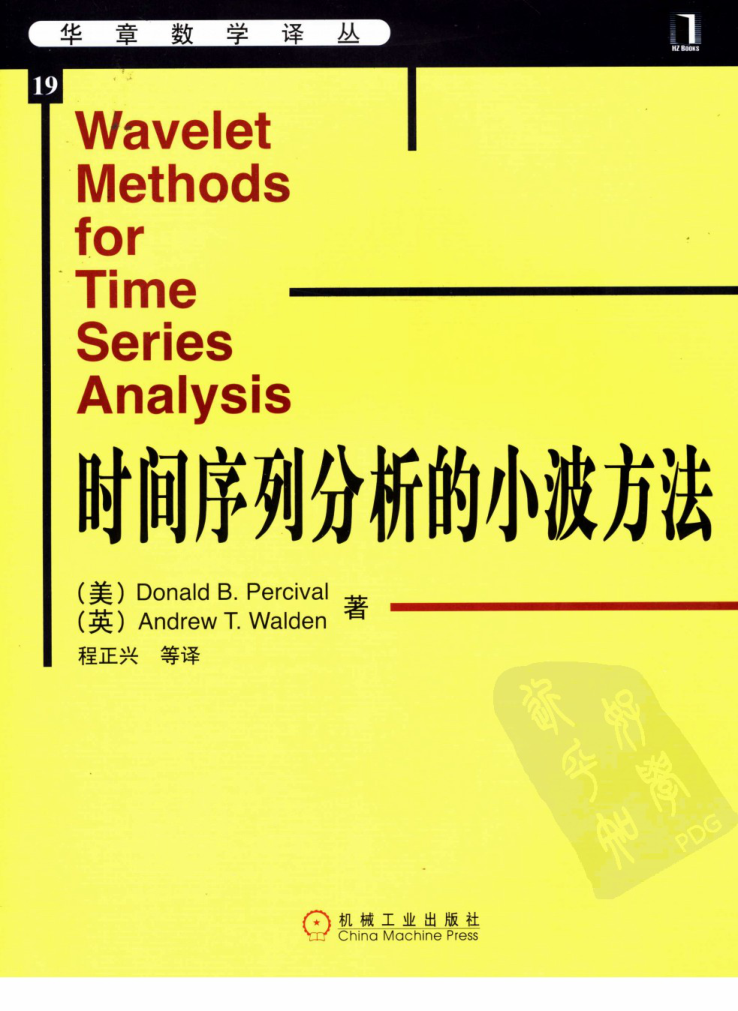 华章数学译丛
HZ BOOKS
19
Wavelet
Methods
for
Time
Series
Analysis
时间序列分析的小波方法
(美) Donald B. Percival
(英) Andrew T. Walden
著
程正兴 等译
PDG
机械工业出版社
China Machine Press